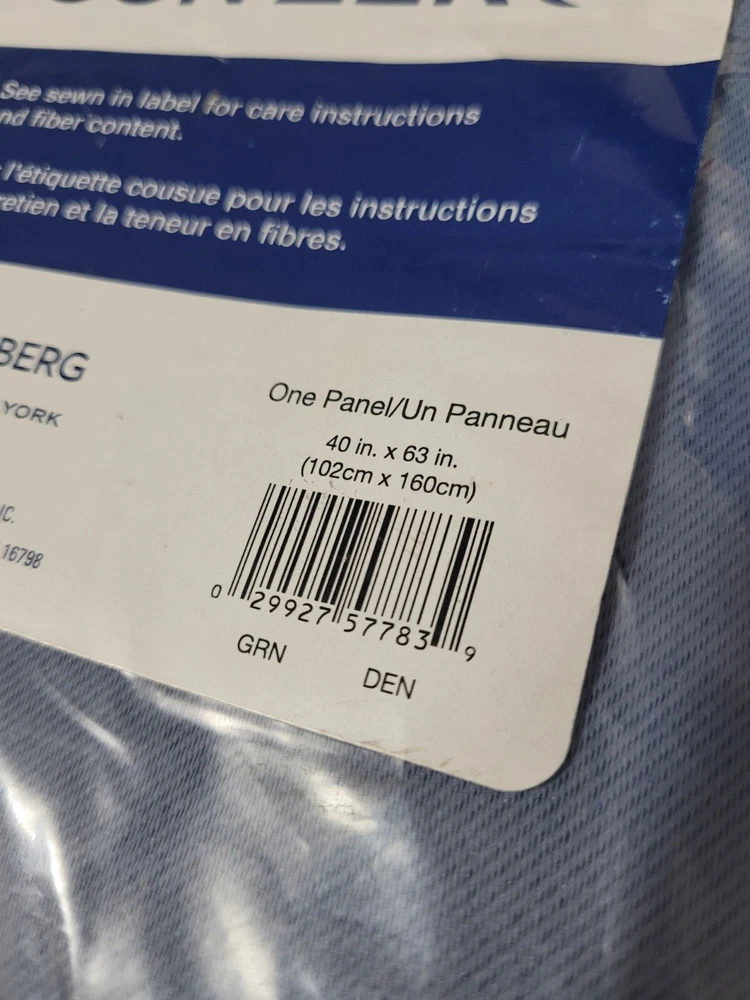 See sewn in label for care instructions
nd fiber content.
l'étiquette cousue pour les instructions
retien et la teneur en fibres.
BERG
YORK
One Panel/Un Panneau
40 in. x 63 in.
(102cm x 160cm)
IC.
16798
0 29927 57783 9
GRN DEN